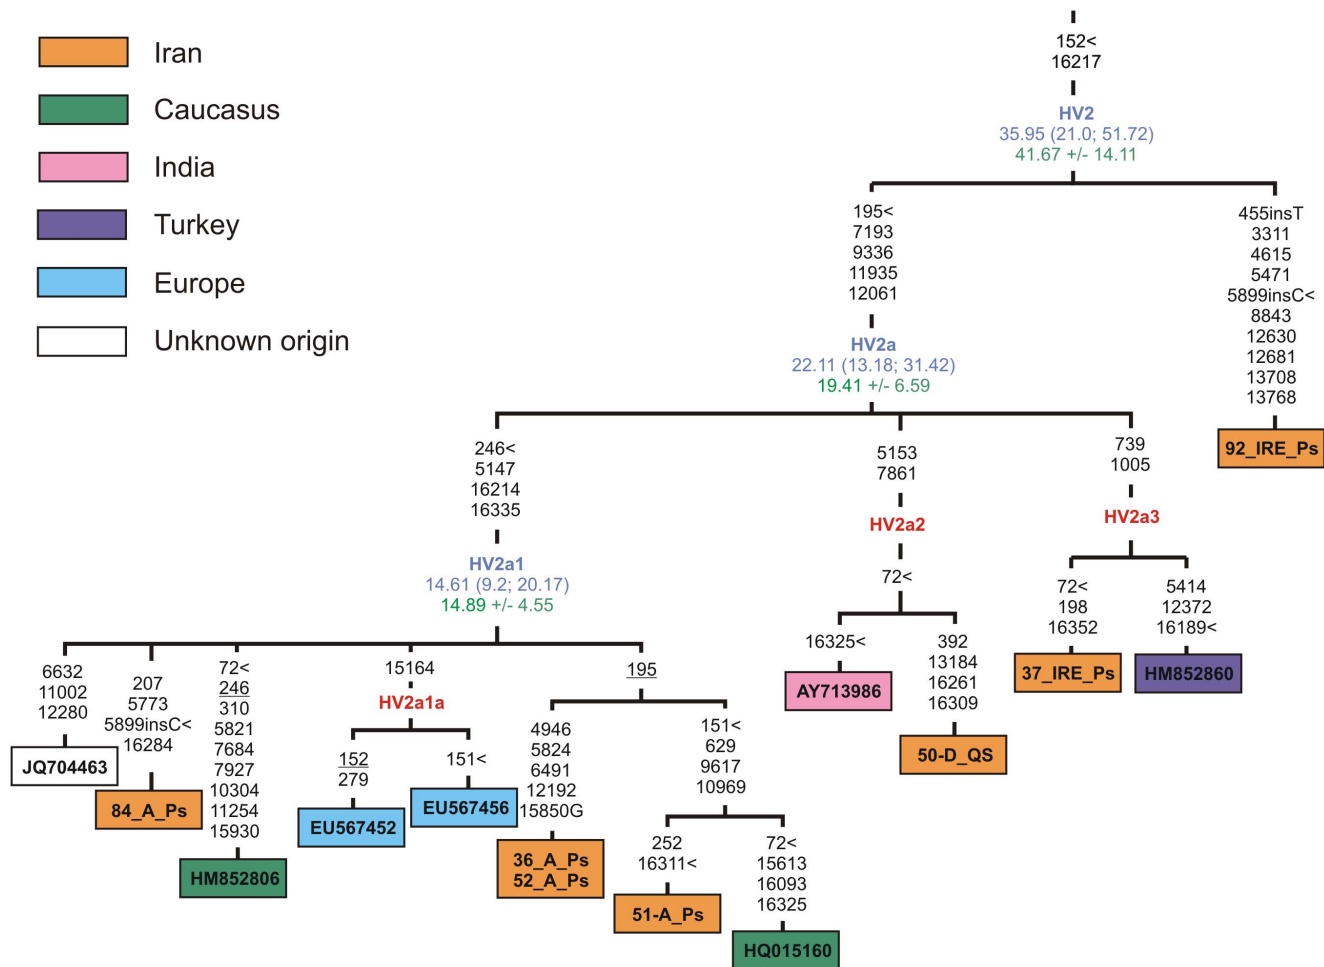 Iran
Caucasus
India
Turkey
Europe
Unknown origin
152<
16217
HV2
35.95 (21.0; 51.72)
41.67 +/- 14.11
195<
7193
9336
11935
12061
HV2a
22.11 (13.18; 31.42)
19.41 +/- 6.59
455insT
3311
4615
5471
5899insC<
8843
12630
12681
13708
13768
92_IRE_Ps
246<
5147
16214
16335
HV2a1
14.61 (9.2; 20.17)
14.89 +/- 4.55
5153
7861
HV2a2
72<
739
1005
HV2a3
6632
11002
12280
JQ704463
207
5773
5899insC<
16284
84_A_Ps
72<
246
310
5821
7684
7927
10304
11254
15930
HM852806
15164
HV2a1a
152
279
EU567452
151<
EU567456
195
4946
5824
6491
12192
15850G
36_A_Ps
52_A_Ps
151<
629
9617
10969
252
16311<
51-A_Ps
72<
15613
16093
16325
HQ015160
16325<
AY713986
392
13184
16261
16309
50-D_QS
72<
198
16352
37_IRE_Ps
5414
12372
16189<
HM852860